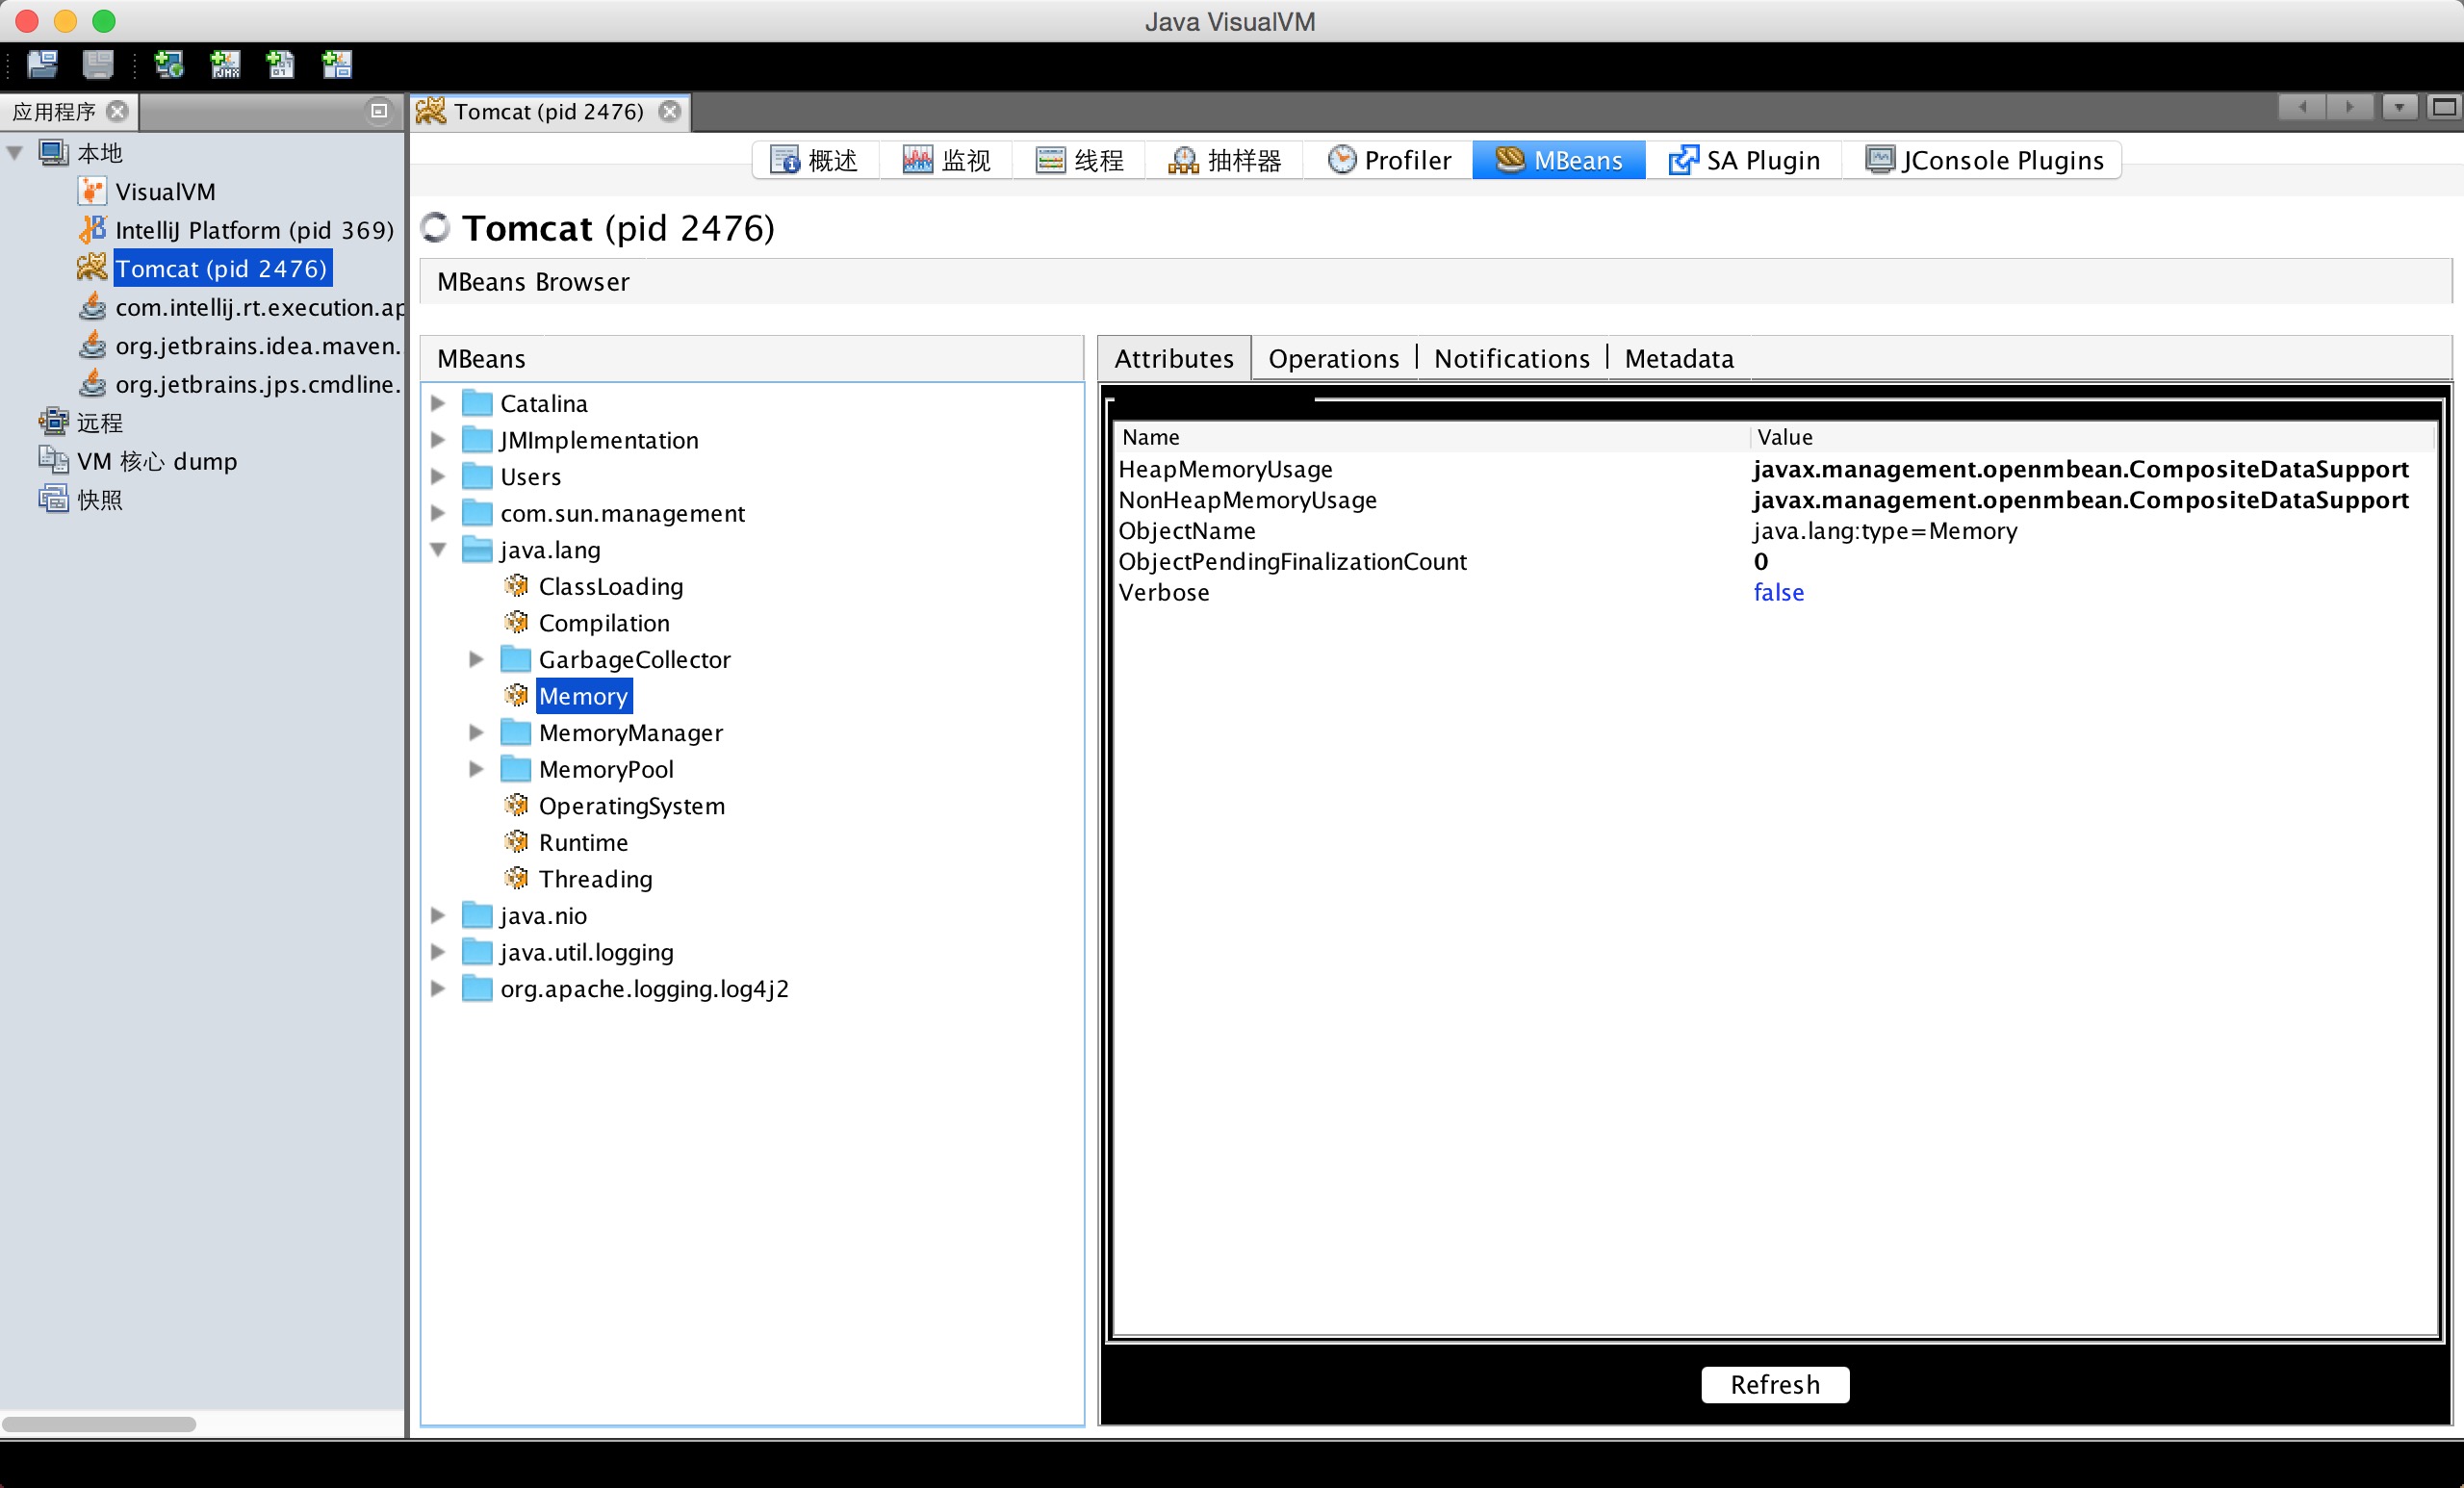 Java VisualVM
应用程序
本地
VisualVM
IntelliJ Platform (pid 369)
Tomcat (pid 2476)
com.intellij.rt.execution.ap
org.jetbrains.idea.maven.
org.jetbrains.jps.cmdline.
远程
VM 核心 dump
快照
Tomcat (pid 2476)
概述 监视 线程 抽样器 Profiler MBeans SA Plugin JConsole Plugins
Tomcat (pid 2476)
MBeans Browser
MBeans
Catalina
JMImplementation
Users
com.sun.management
java.lang
ClassLoading
Compilation
GarbageCollector
Memory
MemoryManager
MemoryPool
OperatingSystem
Runtime
Threading
java.nio
java.util.logging
org.apache.logging.log4j2
Attributes Operations Notifications Metadata
Name Value
HeapMemoryUsage javax.management.openmbean.CompositeDataSupport
NonHeapMemoryUsage javax.management.openmbean.CompositeDataSupport
ObjectName java.lang:type=Memory
ObjectPendingFinalizationCount 0
Verbose false
Refresh